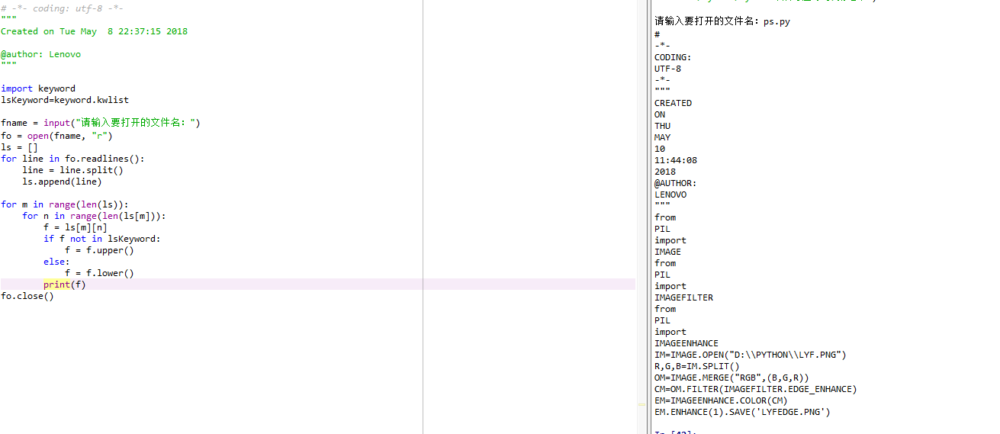 # -*- coding: utf-8 -*-
"""
Created on Tue May  8 22:37:15 2018

@author: Lenovo
"""

import keyword
lsKeyword=keyword.kwlist

fname = input("请输入要打开的文件名：")
fo = open(fname, "r")
ls = []
for line in fo.readlines():
    line = line.split()
    ls.append(line)

for m in range(len(ls)):
    for n in range(len(ls[m])):
        f = ls[m][n]
        if f not in lsKeyword:
            f = f.upper()
        else:
            f = f.lower()
        print(f)
fo.close()

请输入要打开的文件名：ps.py
#
-*-
CODING:
UTF-8
-*-
"""
CREATED
ON
THU
MAY
10
11:44:08
2018
@AUTHOR:
LENOVO
"""
from
PIL
import
IMAGE
from
PIL
import
IMAGEFILTER
from
PIL
import
IMAGEENHANCE
IM=IMAGE.OPEN("D:\\PYTHON\\LYF.PNG")
R,G,B=IM.SPLIT()
OM=IMAGE.MERGE("RGB",(B,G,R))
CM=OM.FILTER(IMAGEFILTER.EDGE_ENHANCE)
EM=IMAGEENHANCE.COLOR(CM)
EM.ENHANCE(1).SAVE('LYFEDGE.PNG')